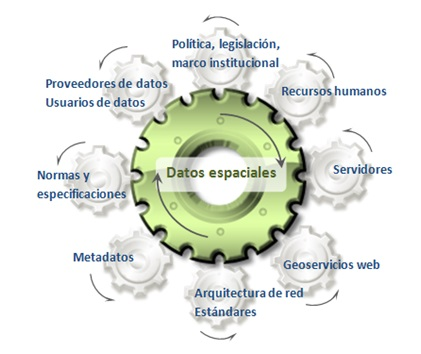 Política, legislación,
marco institucional
Proveedores de datos
Usuarios de datos
Recursos humanos
Datos espaciales
Servidores
Normas y
especificaciones
Metadatos
Geoservicios web
Arquitectura de red
Estándares